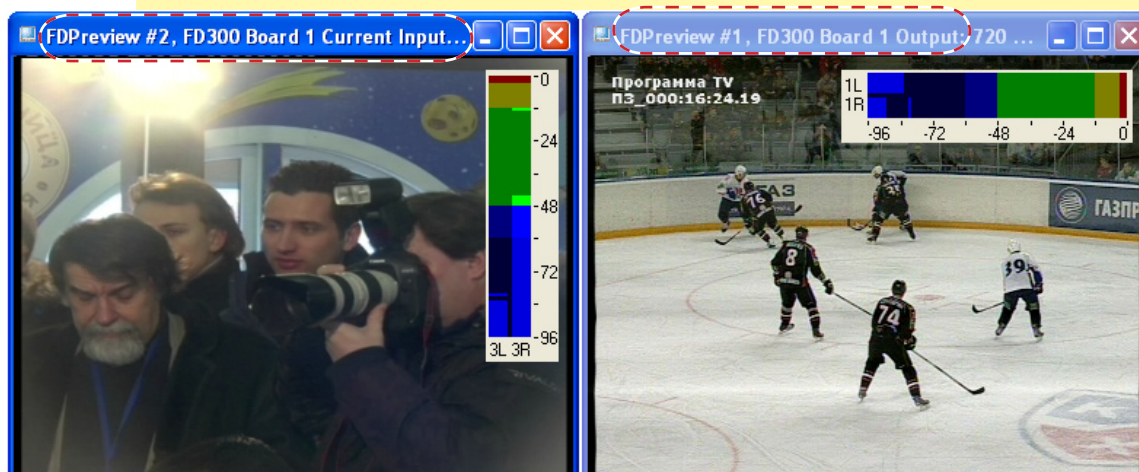 FDPreview #2, FD300 Board 1 Current Input...
FDPreview #1, FD300 Board 1 Output: 720 ...
0
-24
-48
-72
-96
3L 3R
Программа TV
ПЗ_000:16:24.19
1L
1R
-96 -72 -48 -24 0
76
8
74
39
ГАЗ
ГАЗПР